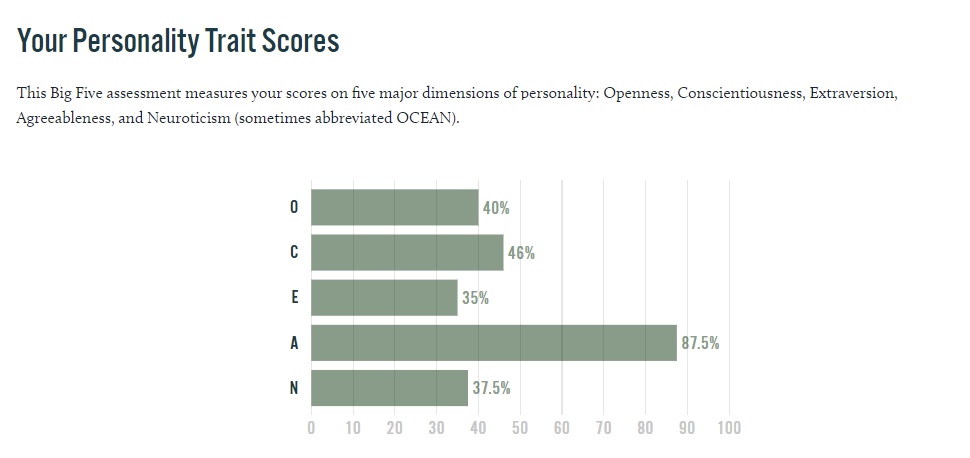 Your Personality Trait Scores
This Big Five assessment measures your scores on five major dimensions of personality: Openness, Conscientiousness, Extraversion,
Agreeableness, and Neuroticism (sometimes abbreviated OCEAN).
O 40%
C 46%
E 35%
A 87.5%
N 37.5%
0 10 20 30 40 50 60 70 80 90 100